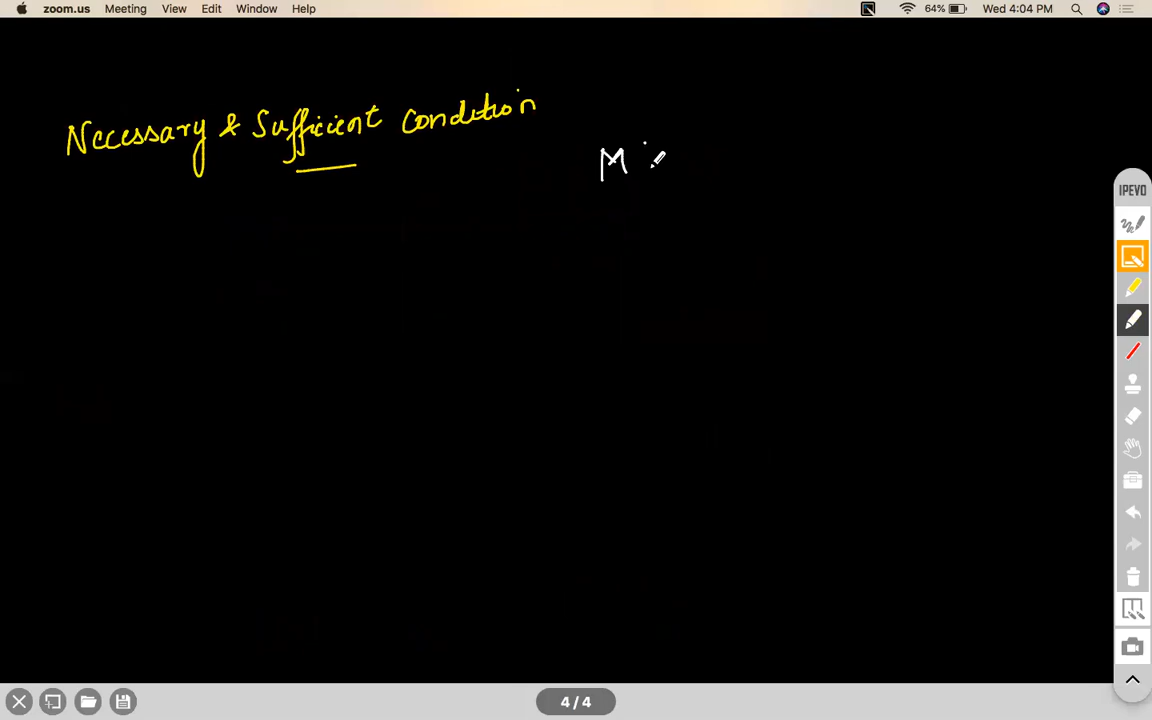 zoom.us Meeting View Edit Window Help 64% Wed 4:04 PM
Necessary & Sufficient Condition
M
IPEVO
4/4